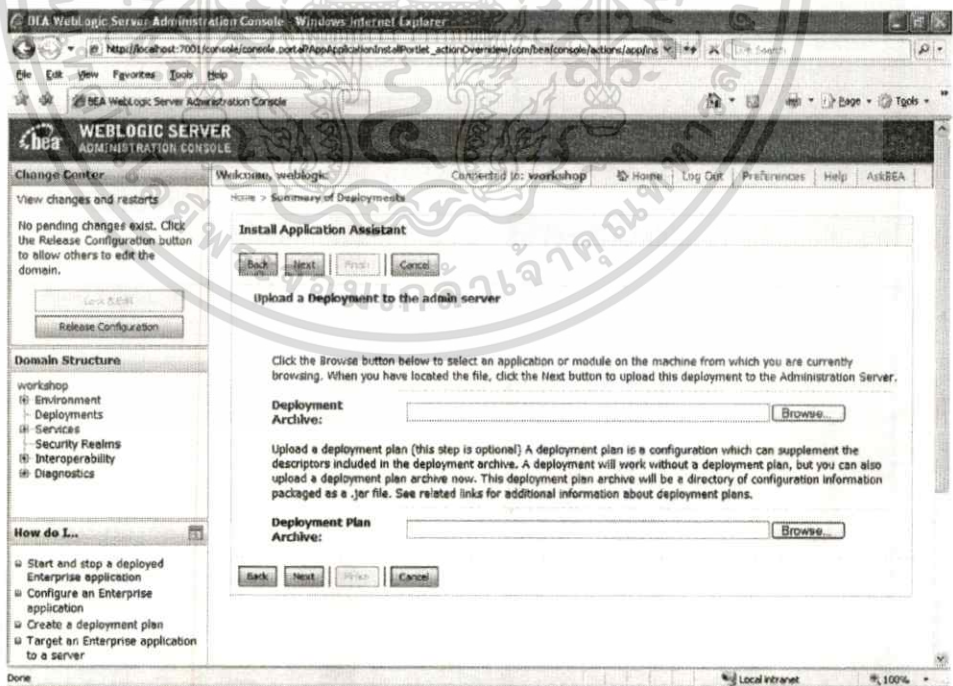 BEA WebLogic Server Administration Console - Windows Internet Explorer
http://localhost:7001/console/console.portal?AppApplicationInstallPortlet_actionOverride=/com/bea/console/actions/app/ins
File Edit View Favorites Tools Help
BEA WebLogic Server Administration Console
Page Tools
bea WEBLOGIC SERVER
ADMINISTRATION CONSOLE
Change Center
View changes and restarts
No pending changes exist. Click
the Release Configuration button
to allow others to edit the
domain.
Lock & Edit
Release Configuration
Domain Structure
workshop
Environment
Deployments
Services
Security Realms
Interoperability
Diagnostics
How do I...
Start and stop a deployed
Enterprise application
Configure an Enterprise
application
Create a deployment plan
Target an Enterprise application
to a server
Welcome, weblogic
Connected to: workshop
Home Log Out Preferences Help AskBEA
Home > Summary of Deployments
Install Application Assistant
Back Next Finish Cancel
Upload a Deployment to the admin server
Click the Browse button below to select an application or module on the machine from which you are currently
browsing. When you have located the file, click the Next button to upload this deployment to the Administration Server.
Deployment
Archive:
Browse...
Upload a deployment plan (this step is optional) A deployment plan is a configuration which can supplement the
descriptors included in the deployment archive. A deployment will work without a deployment plan, but you can also
upload a deployment plan archive now. This deployment plan archive will be a directory of configuration information
packaged as a .jar file. See related links for additional information about deployment plans.
Deployment Plan
Archive:
Browse...
Back Next Finish Cancel
Done
Local intranet
100%